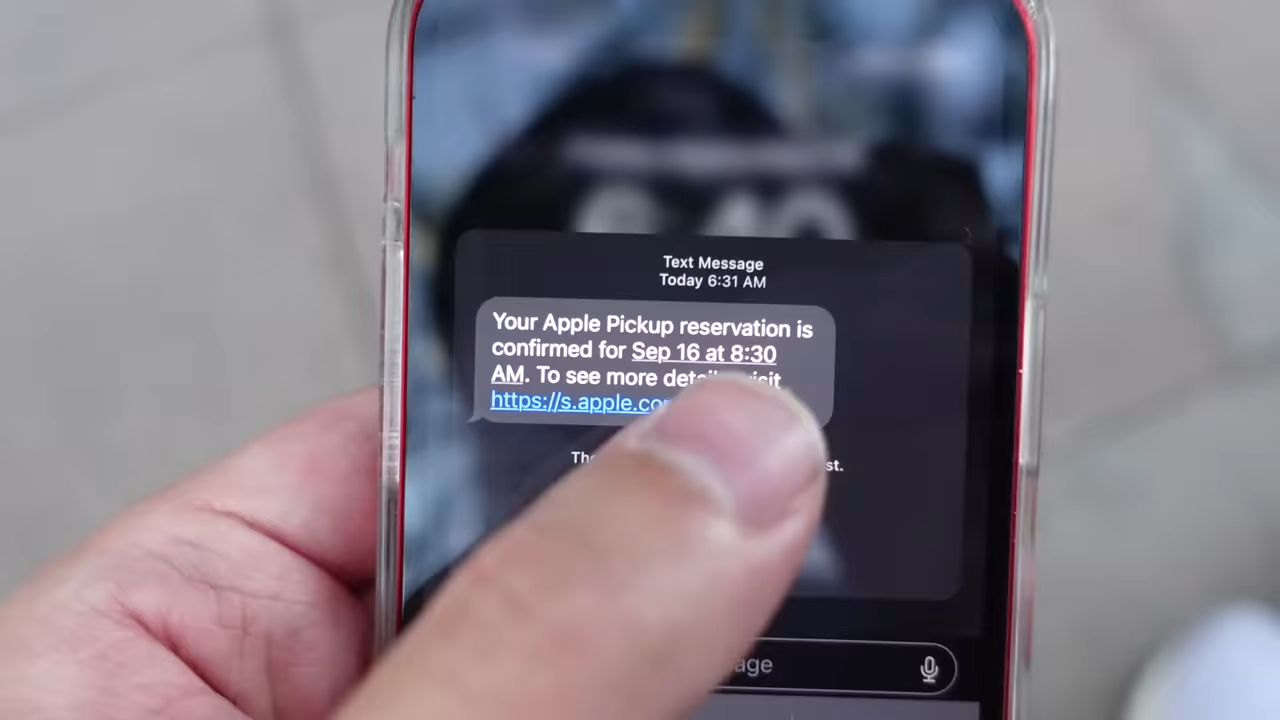 Text Message
Today 6:31 AM
Your Apple Pickup reservation is
confirmed for Sep 16 at 8:30
AM. To see more visit
https://s.apple.co